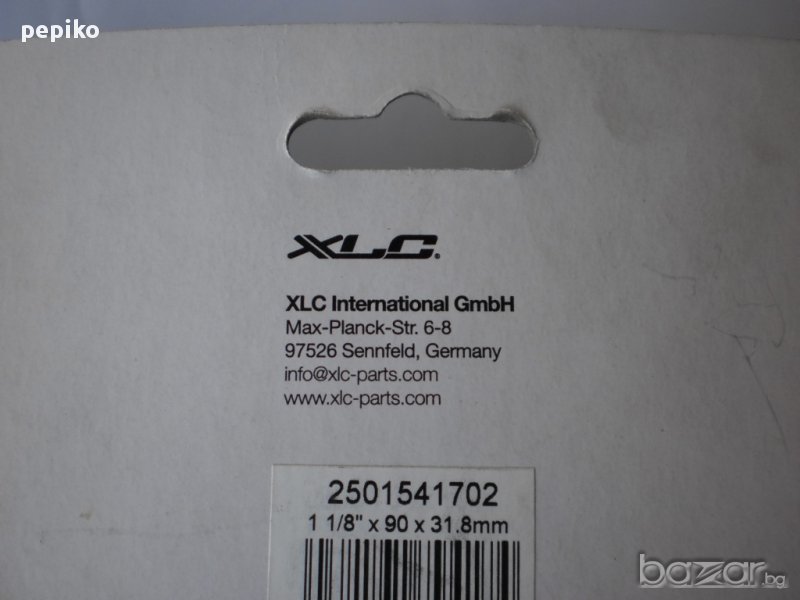 pepiko
XLC
XLC International GmbH
Max-Planck-Str. 6-8
97526 Sennfeld, Germany
info@xlc-parts.com
www.xlc-parts.com
2501541702
1 1/8" x 90 x 31.8mm
bazar.bg